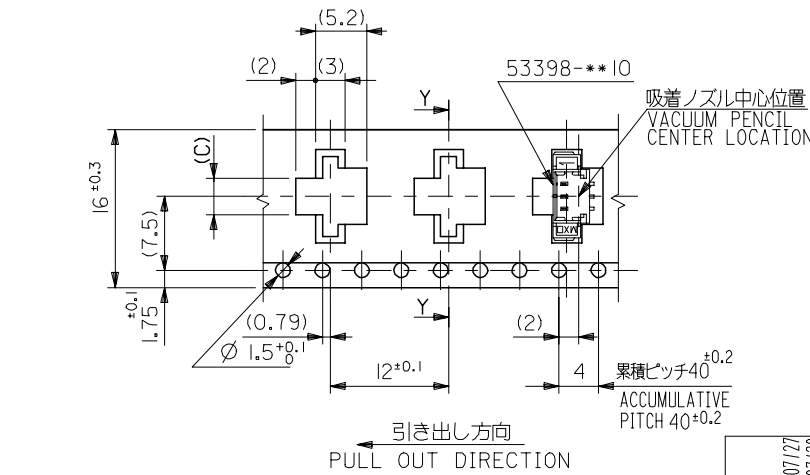 (5.2)
(2) (3)
53398-**10
Y
吸着ノズル中心位置
VACUUM PENCIL
CENTER LOCATION
(C)
16 ±0.3
(7.5)
1.75 ±0.1
(0.79)
Ø 1.5 +0.1 0
Y
(2)
12±0.1
4
累積ピッチ40±0.2
ACCUMULATIVE
PITCH 40±0.2
引き出し方向
PULL OUT DIRECTION